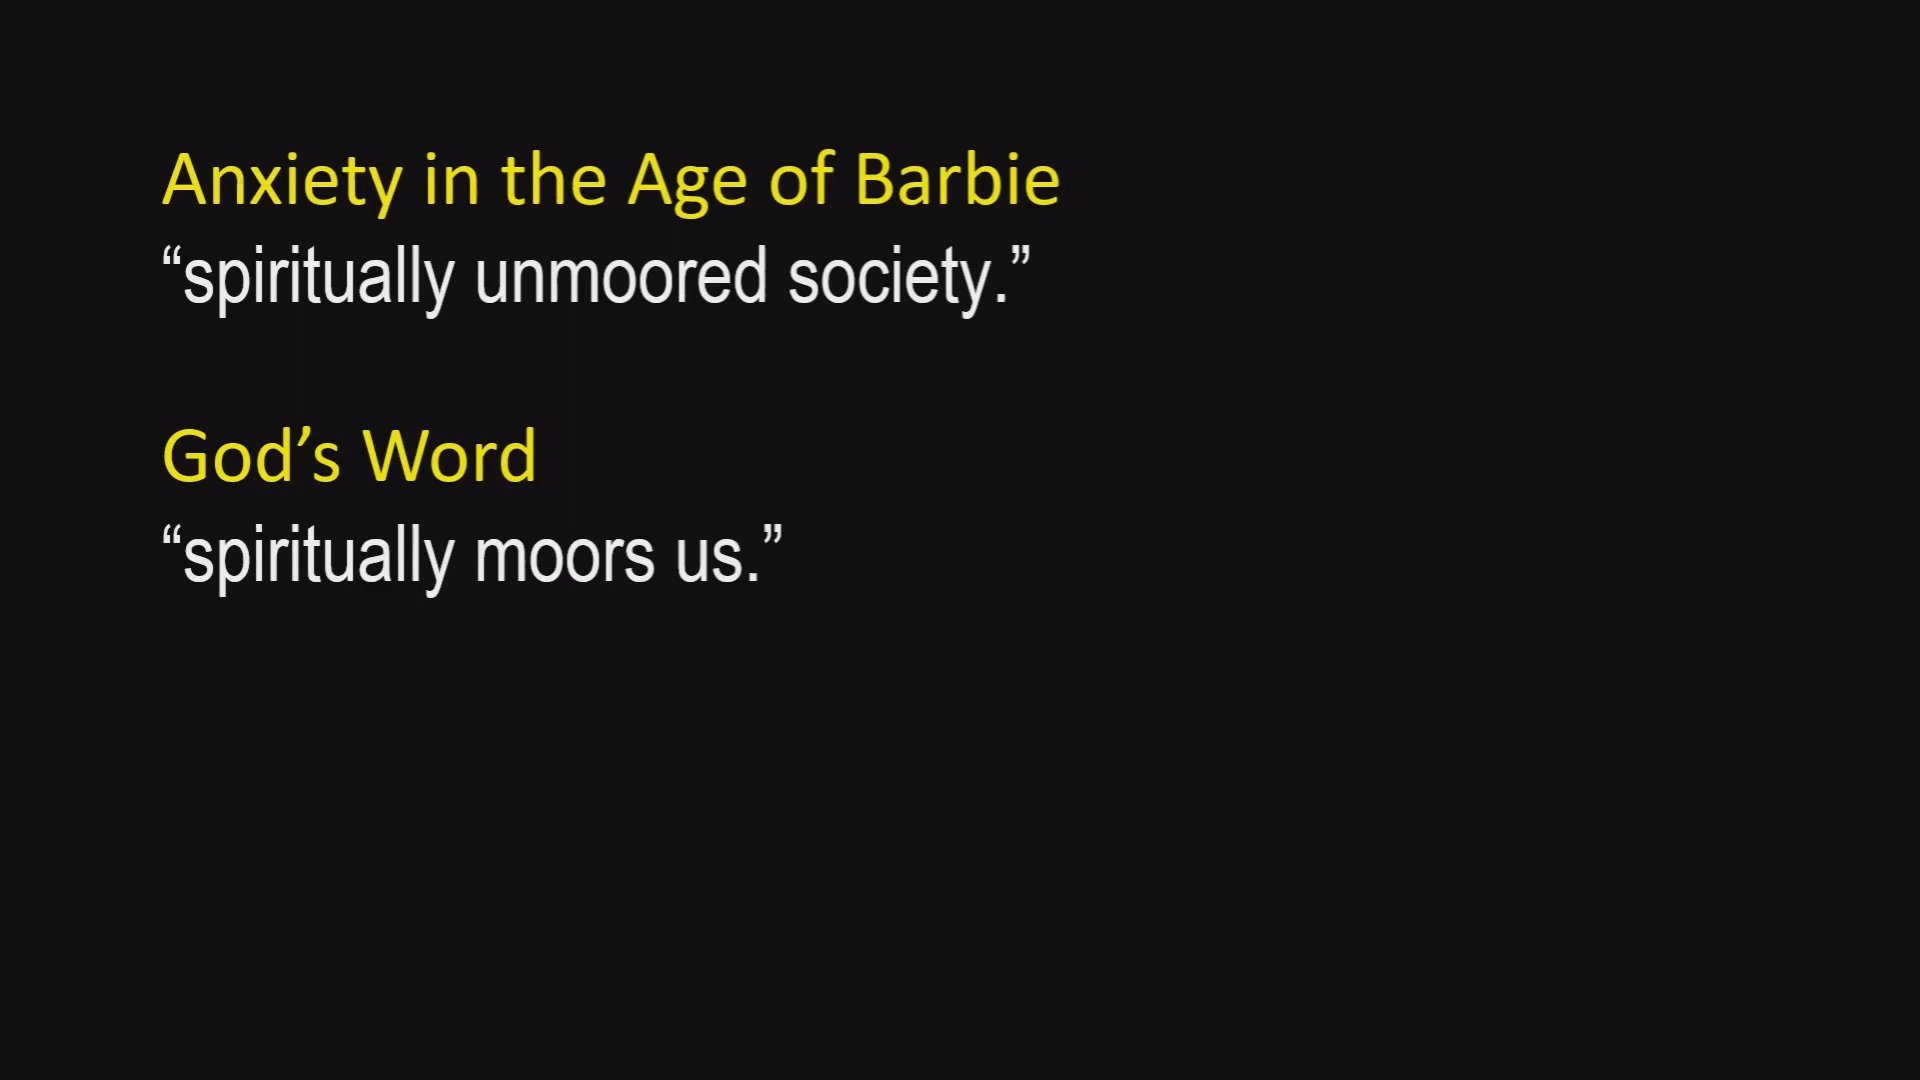 Anxiety in the Age of Barbie
“spiritually unmoored society.”
God’s Word
“spiritually moors us.”